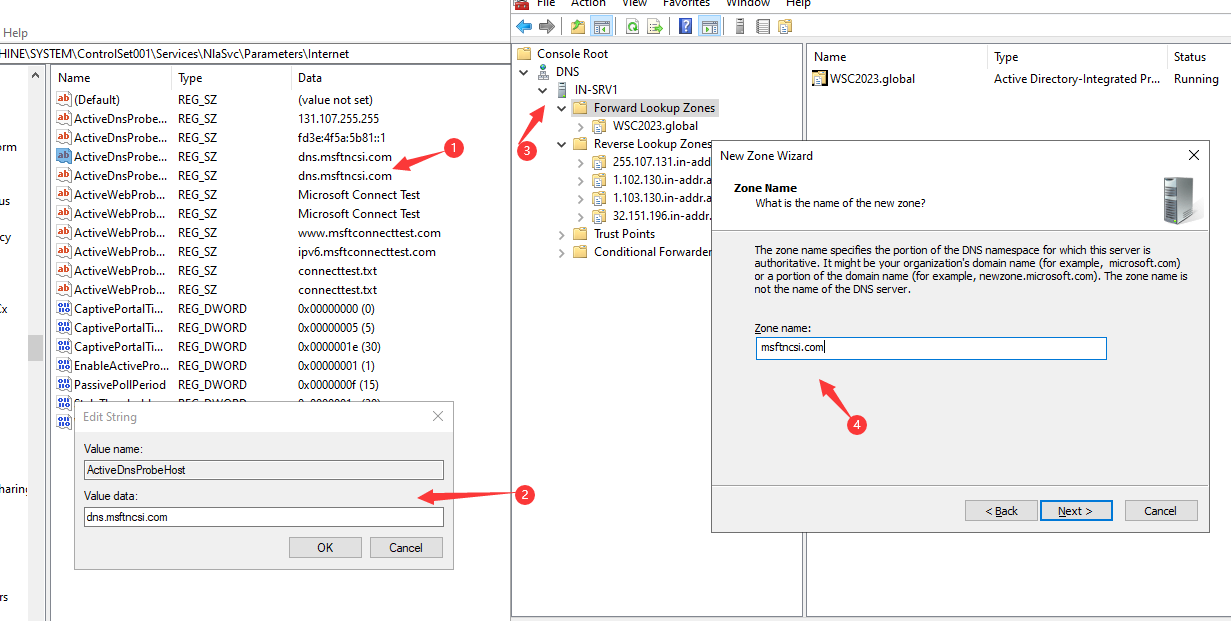 Help
HINE\SYSTEM\ControlSet001\Services\NlaSvc\Parameters\Internet
Name Type Data
(Default) REG_SZ (value not set)
ActiveDnsProbe... REG_SZ 131.107.255.255
ActiveDnsProbe... REG_SZ fd3e:4f5a:5b81::1
ActiveDnsProbe... REG_SZ dns.msftncsi.com
ActiveDnsProbe... REG_SZ dns.msftncsi.com
ActiveWebProb... REG_SZ Microsoft Connect Test
ActiveWebProb... REG_SZ Microsoft Connect Test
ActiveWebProb... REG_SZ www.msftconnecttest.com
ActiveWebProb... REG_SZ ipv6.msftconnecttest.com
ActiveWebProb... REG_SZ connecttest.txt
ActiveWebProb... REG_SZ connecttest.txt
CaptivePortalTi... REG_DWORD 0x00000000 (0)
CaptivePortalTi... REG_DWORD 0x00000005 (5)
CaptivePortalTi... REG_DWORD 0x0000001e (30)
EnableActivePro... REG_DWORD 0x00000001 (1)
PassivePollPeriod REG_DWORD 0x0000000f (15)
1
Edit String
Value name:
ActiveDnsProbeHost
Value data:
dns.msftncsi.com
OK Cancel
2
File Action View Favorites Window Help
Console Root
DNS
IN-SRV1
Forward Lookup Zones
WSC2023.global
Reverse Lookup Zones
255.107.131.in-add
1.102.130.in-addr.a
1.103.130.in-addr.a
32.151.196.in-addr.
Trust Points
Conditional Forwarder
3
Name Type Status
WSC2023.global Active Directory-Integrated Pr... Running
New Zone Wizard
Zone Name
What is the name of the new zone?
The zone name specifies the portion of the DNS namespace for which this server is
authoritative. It might be your organization's domain name (for example, microsoft.com)
or a portion of the domain name (for example, newzone.microsoft.com). The zone name is
not the name of the DNS server.
Zone name:
msftncsi.com
4
< Back Next > Cancel